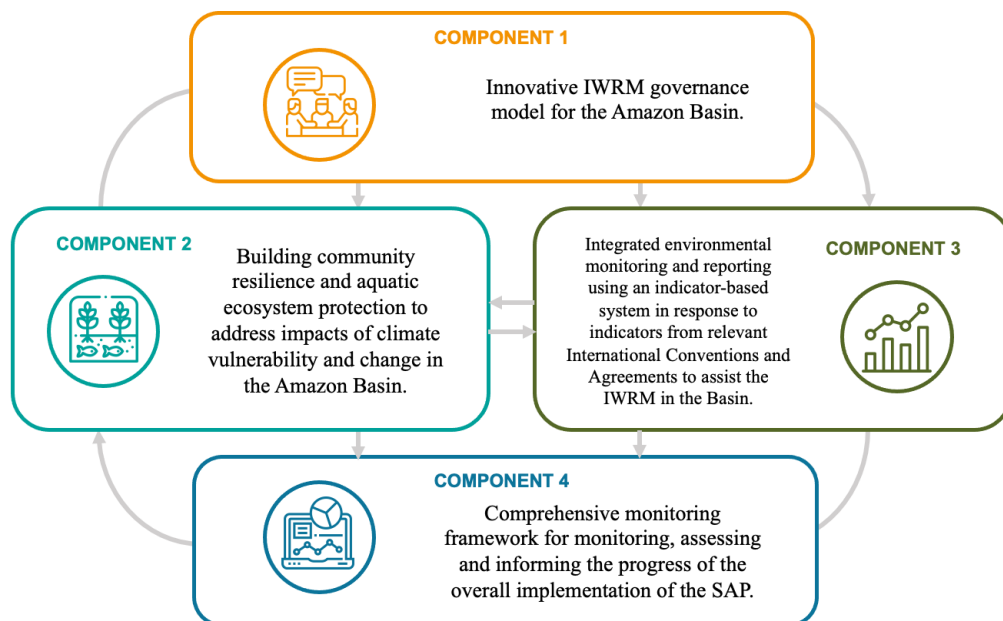 COMPONENT 1
Innovative IWRM governance
model for the Amazon Basin.
COMPONENT 2
Building community
resilience and aquatic
ecosystem protection to
address impacts of climate
vulnerability and change in
the Amazon Basin.
COMPONENT 3
Integrated environmental
monitoring and reporting
using an indicator-based
system in response to
indicators from relevant
International Conventions and
Agreements to assist the
IWRM in the Basin.
COMPONENT 4
Comprehensive monitoring
framework for monitoring, assessing
and informing the progress of the
overall implementation of the SAP.